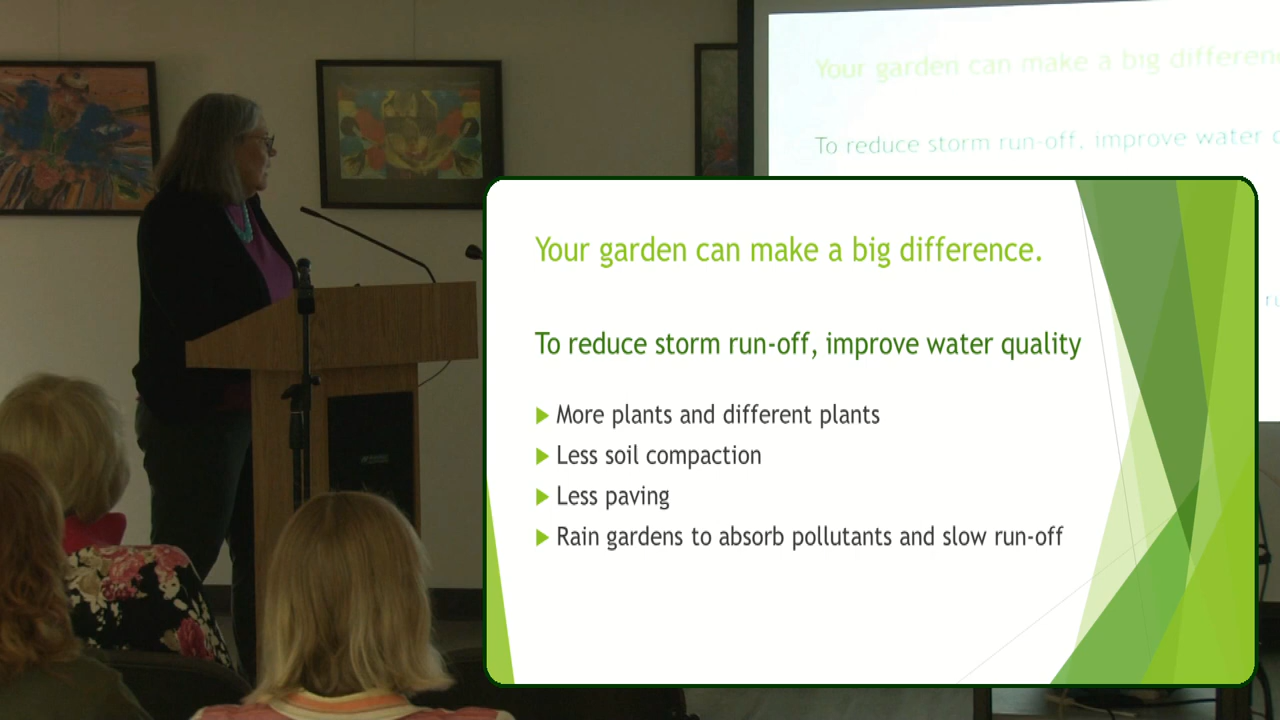 Your garden can make a big differen
To reduce storm run-off, improve water
Your garden can make a big difference.
To reduce storm run-off, improve water quality
More plants and different plants
Less soil compaction
Less paving
Rain gardens to absorb pollutants and slow run-off